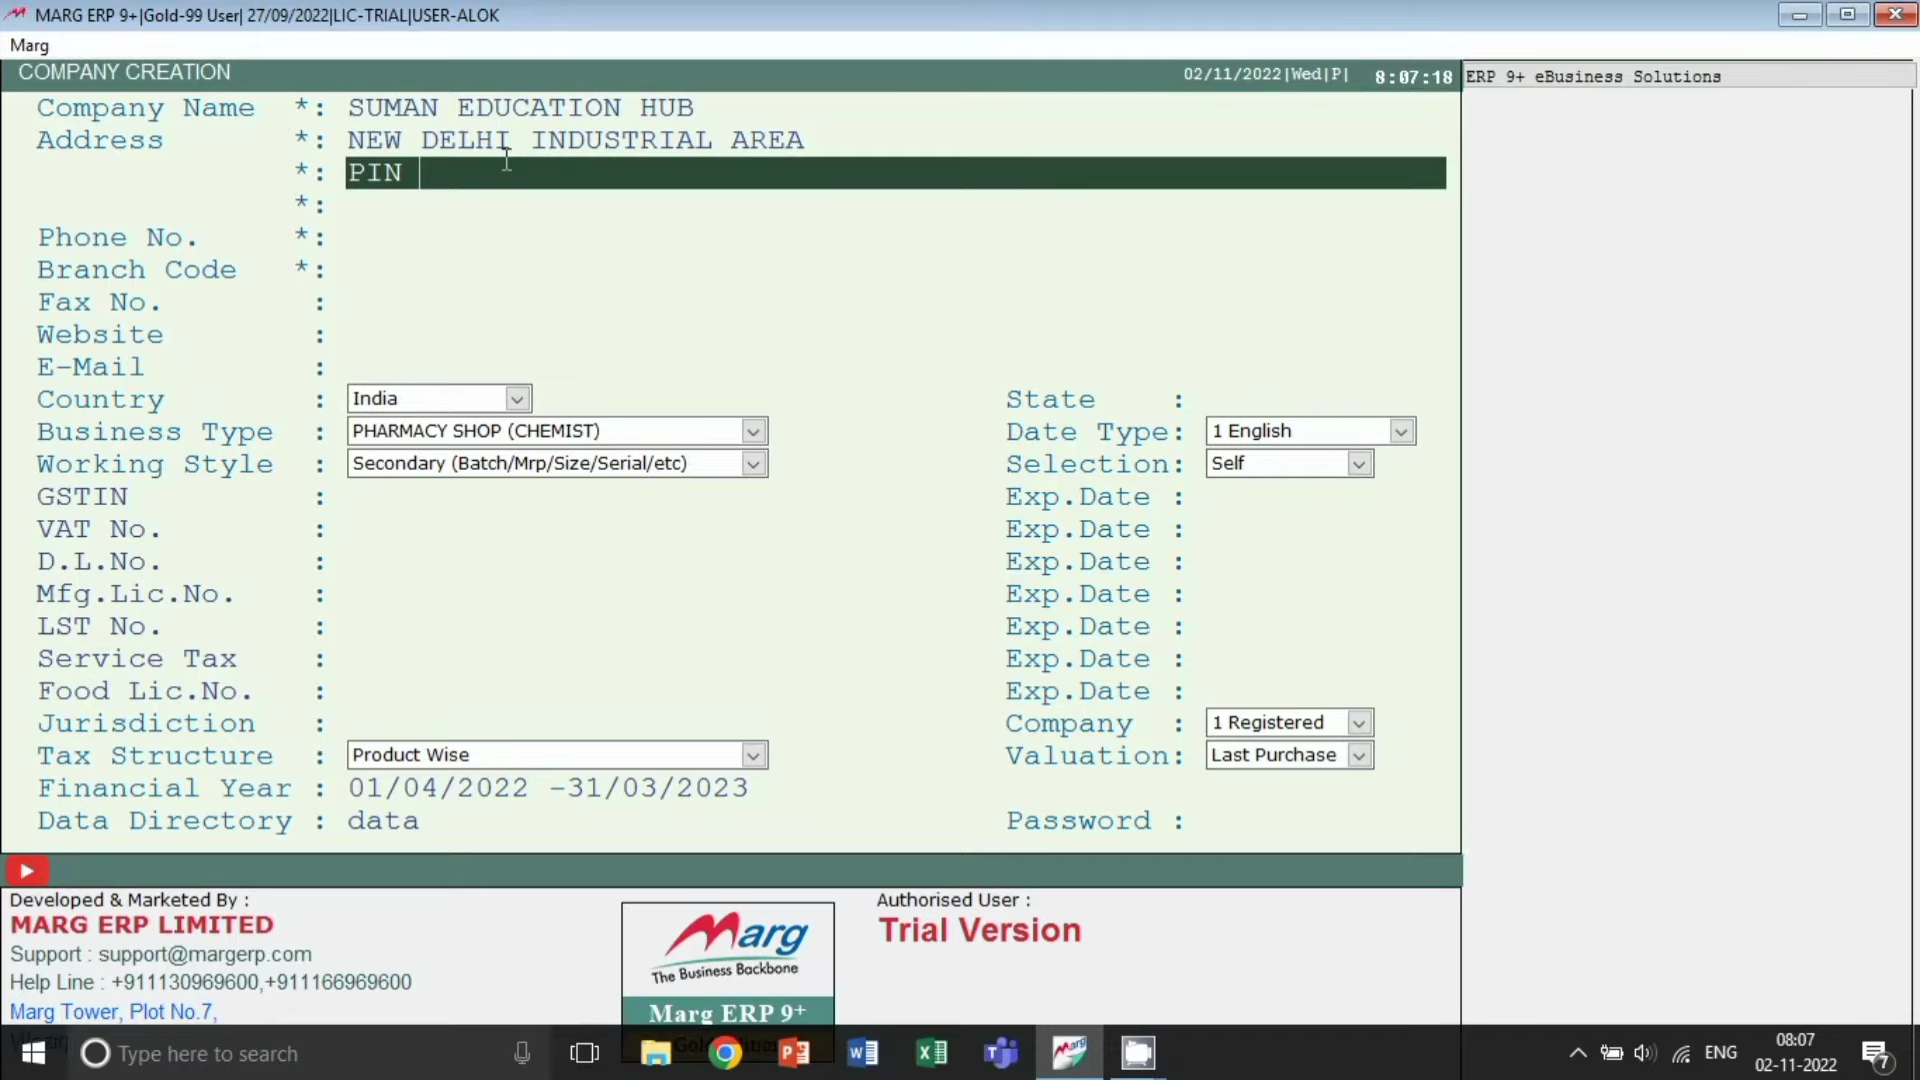 MARG ERP 9+|Gold-99 User| 27/09/2022|LIC-TRIAL|USER-ALOK
Marg
COMPANY CREATION 02/11/2022|Wed|P| 8:07:18 ERP 9+ eBusiness Solutions
Company Name *: SUMAN EDUCATION HUB
Address *: NEW DELHI INDUSTRIAL AREA
*: PIN
*:
Phone No. *:
Branch Code *:
Fax No. :
Website :
E-Mail :
Country : India State :
Business Type : PHARMACY SHOP (CHEMIST) Date Type: 1 English
Working Style : Secondary (Batch/Mrp/Size/Serial/etc) Selection: Self
GSTIN : Exp.Date :
VAT No. : Exp.Date :
D.L.No. : Exp.Date :
Mfg.Lic.No. : Exp.Date :
LST No. : Exp.Date :
Service Tax : Exp.Date :
Food Lic.No. : Exp.Date :
Jurisdiction : Company : 1 Registered
Tax Structure : Product Wise Valuation: Last Purchase
Financial Year : 01/04/2022 -31/03/2023
Data Directory : data Password :
Developed & Marketed By :
MARG ERP LIMITED
Support : support@margerp.com
Help Line : +911130969600,+911166969600
Marg Tower, Plot No.7,
Marg
The Business Backbone
Marg ERP 9+
Authorised User :
Trial Version
Type here to search
ENG
08:07
02-11-2022
7